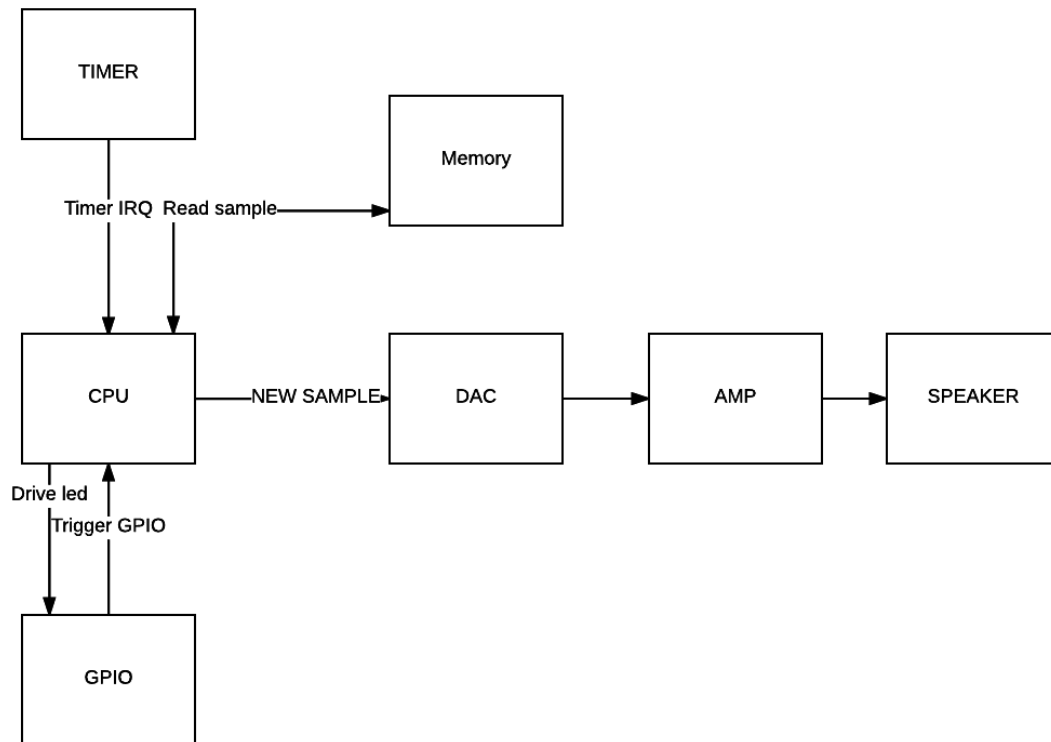 TIMER
Memory
Timer IRQ
Read sample
CPU
NEW SAMPLE
DAC
AMP
SPEAKER
Drive led
Trigger GPIO
GPIO